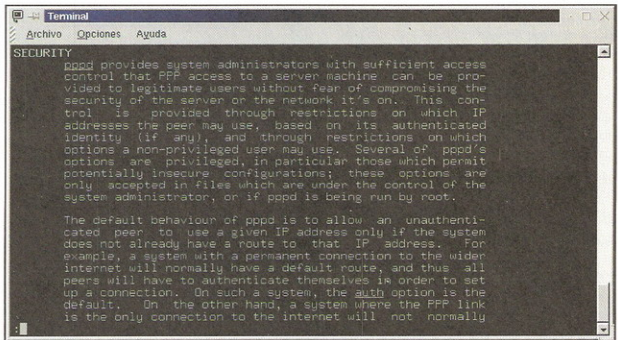 Terminal
Archivo Opciones Ayuda
SECURITY
pppd provides system administrators with sufficient access
control that PPP access to a server machine can be pro-
vided to legitimate users without fear of compromising the
security of the server or the network it's on. This con-
trol is provided through restrictions on which IP
addresses the peer may use, based on its authenticated
identity (if any), and through restrictions on which
options a non-privileged user may use. Several of pppd's
options are privileged, in particular those which permit
potentially insecure configurations; these options are
only accepted in files which are under the control of the
system administrator, or if pppd is being run by root.
The default behaviour of pppd is to allow an unauthenti-
cated peer to use a given IP address only if the system
does not already have a route to that IP address. For
example, a system with a permanent connection to the wider
internet will normally have a default route, and thus all
peers will have to authenticate themselves in order to set
up a connection. On such a system, the auth option is the
default. On the other hand, a system where the PPP link
is the only connection to the internet will not normally
: